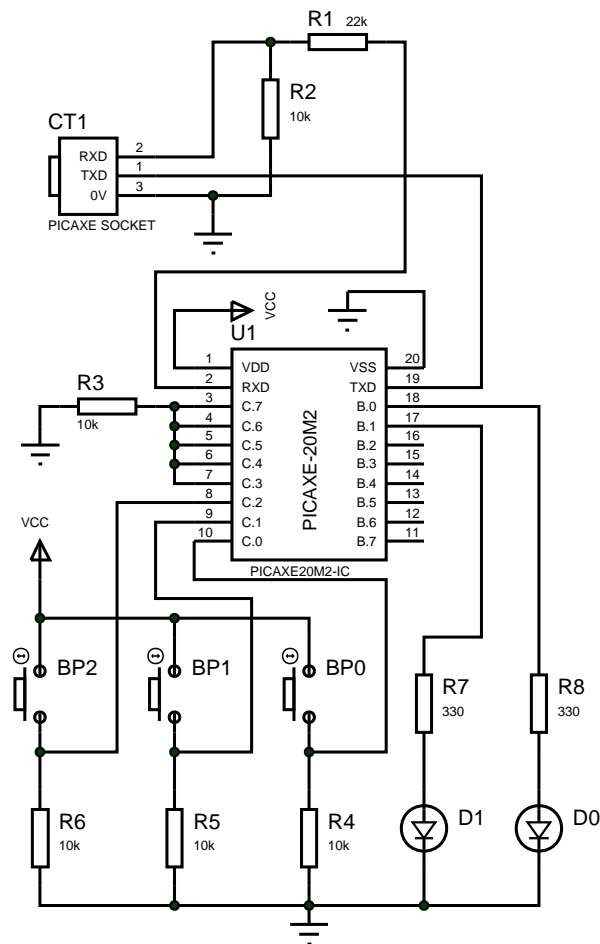 R1 22k
R2
10k
CT1
RXD 2
TXD 1
0V 3
PICAXE SOCKET
VCC
U1
1 VDD VSS 20
2 RXD TXD 19
3 C.7 B.0 18
4 C.6 B.1 17
5 C.5 B.2 16
6 C.4 B.3 15
7 C.3 B.4 14
8 C.2 B.5 13
9 C.1 B.6 12
10 C.0 B.7 11
PICAXE-20M2
PICAXE20M2-IC
R3
10k
VCC
BP2 BP1 BP0
R7 R8
330 330
D1 D0
R6 R5 R4
10k 10k 10k